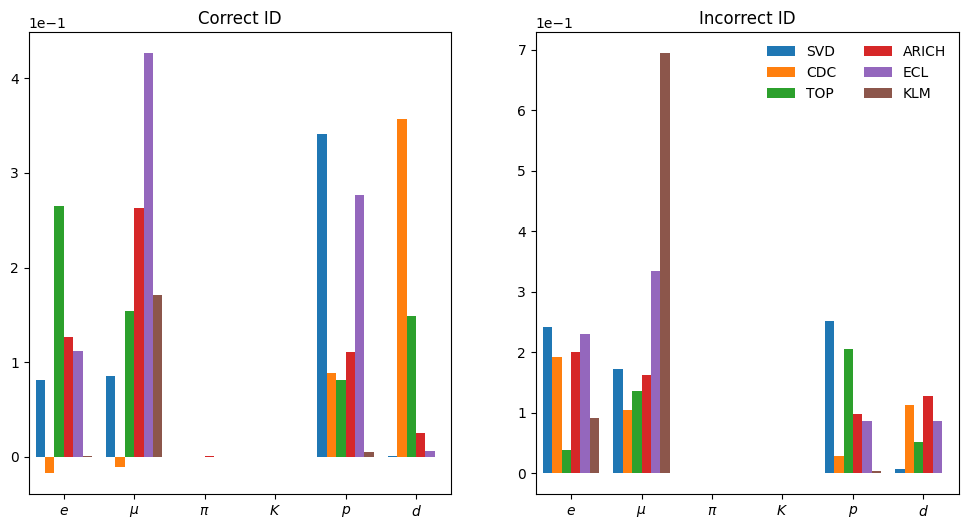 Correct ID
1e−1
4
3
2
1
0
e μ π K p d
Incorrect ID
1e−1
7
6
5
4
3
2
1
0
e μ π K p d
SVD
CDC
TOP
ARICH
ECL
KLM